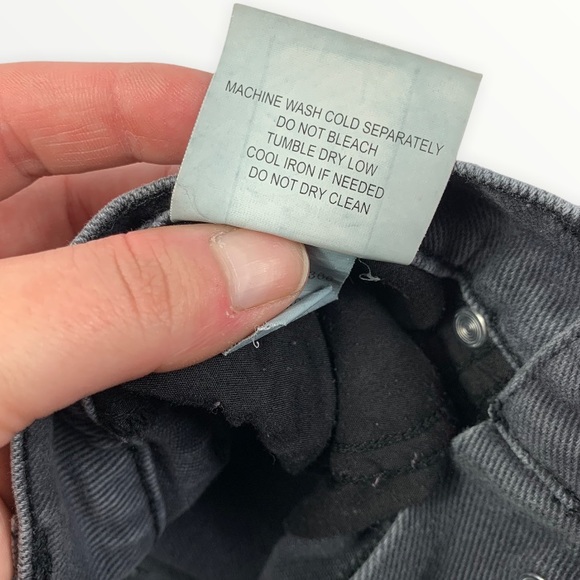 MACHINE WASH COLD SEPARATELY
DO NOT BLEACH
TUMBLE DRY LOW
COOL IRON IF NEEDED
DO NOT DRY CLEAN